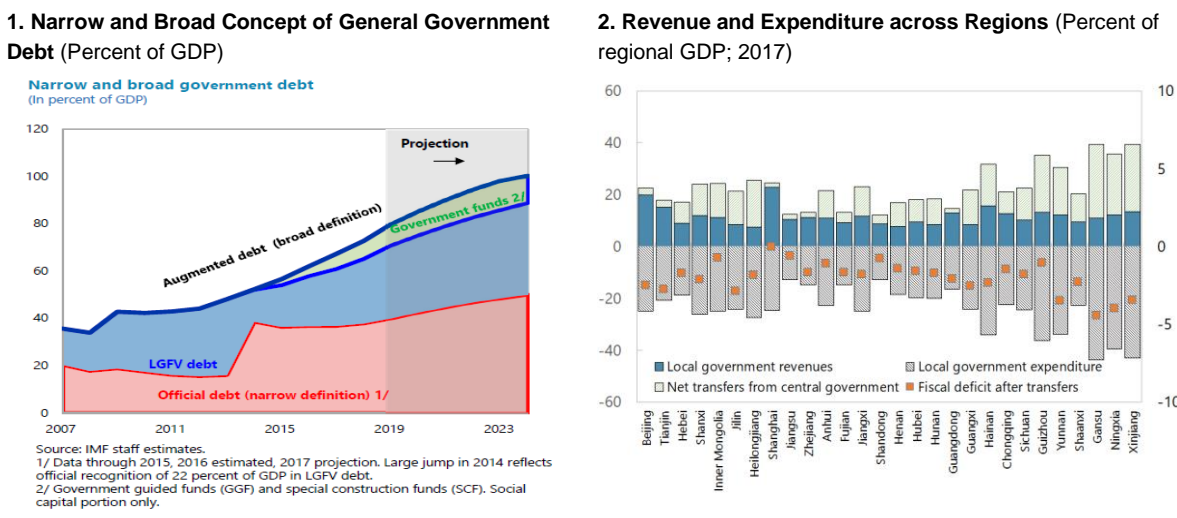 1. Narrow and Broad Concept of General Government
Debt (Percent of GDP)
Narrow and broad government debt
(In percent of GDP)
120
100
80
60
40
20
0
Projection
Augmented debt (broad definition)
Government funds 2/
LGFV debt
Official debt (narrow definition) 1/
2007
2011
2015
2019
2023
Source: IMF staff estimates.
1/ Data through 2015, 2016 estimated, 2017 projection. Large jump in 2014 reflects
official recognition of 22 percent of GDP in LGFV debt.
2/ Government guided funds (GGF) and special construction funds (SCF). Social
capital portion only.
2. Revenue and Expenditure across Regions (Percent of
regional GDP; 2017)
60
40
20
0
-20
-40
-60
10
5
0
-5
-10
Local government revenues
Local government expenditure
Net transfers from central government
Fiscal deficit after transfers
Beijing
Tianjin
Hebei
Shanxi
Inner Mongolia
Jilin
Heilongjiang
Shanghai
Jiangsu
Zhejiang
Anhui
Fujian
Jiangxi
Shandong
Henan
Hubei
Hunan
Guangdong
Guangxi
Hainan
Chongqing
Sichuan
Guizhou
Yunnan
Shaanxi
Gansu
Ningxia
Xinjiang